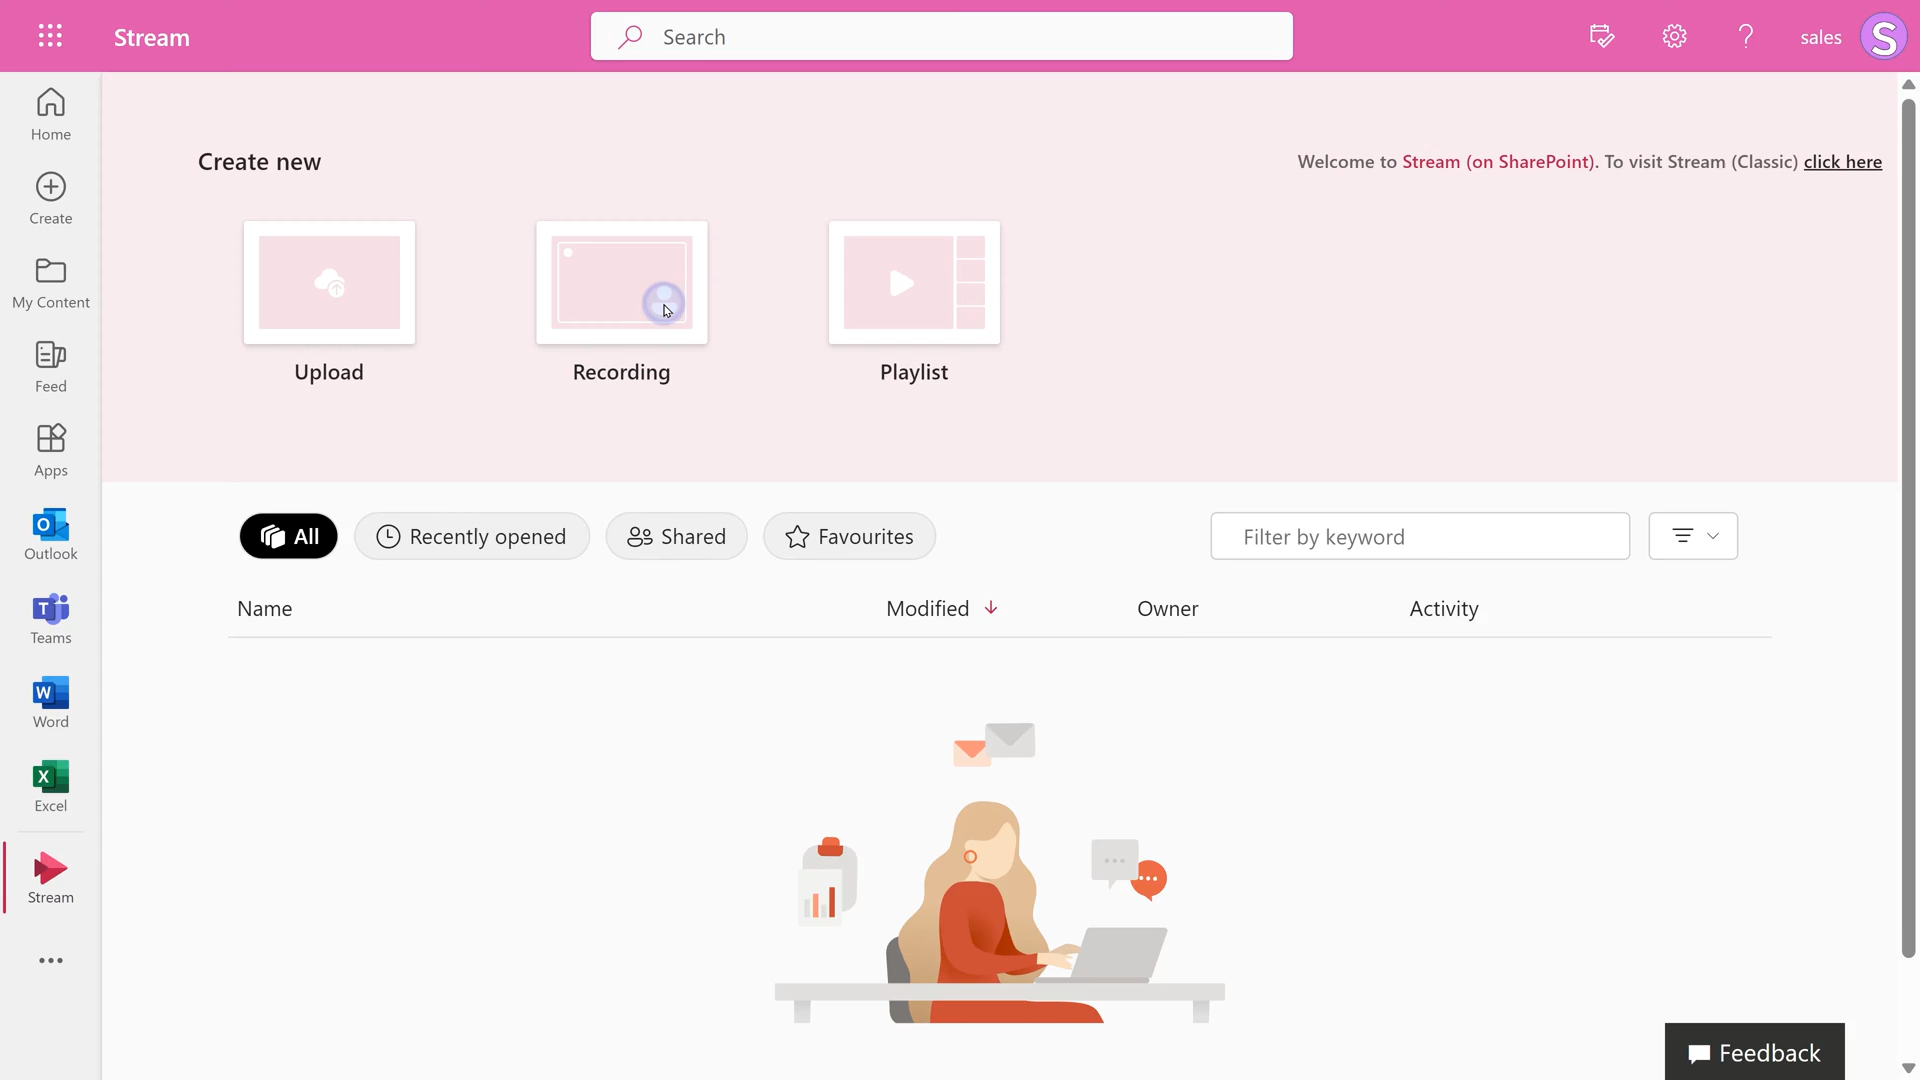 Stream
Search
sales
S
Home
Create
My Content
Feed
Apps
Outlook
Teams
Word
Excel
Stream
Create new
Welcome to Stream (on SharePoint). To visit Stream (Classic) click here
Upload
Recording
Playlist
All
Recently opened
Shared
Favourites
Filter by keyword
Name
Modified
Owner
Activity
Feedback